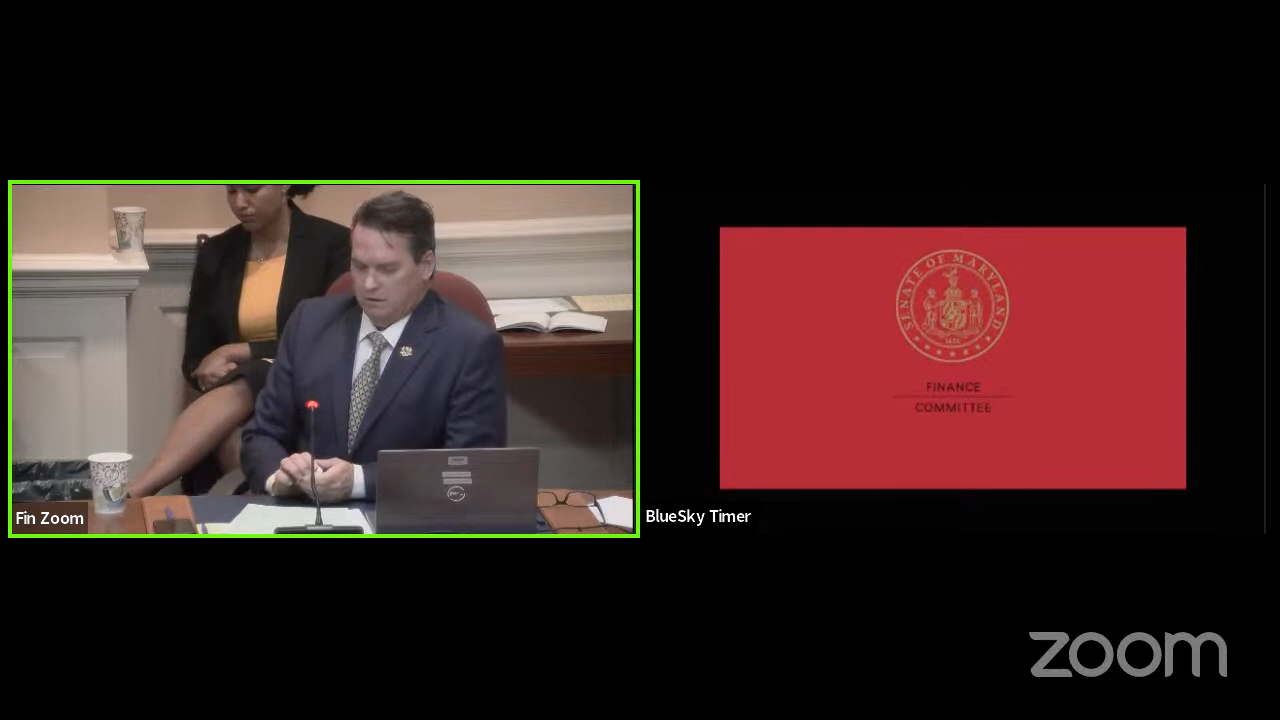 SENATE OF MARYLAND
FINANCE
COMMITTEE
Fin Zoom
BlueSky Timer
zoom